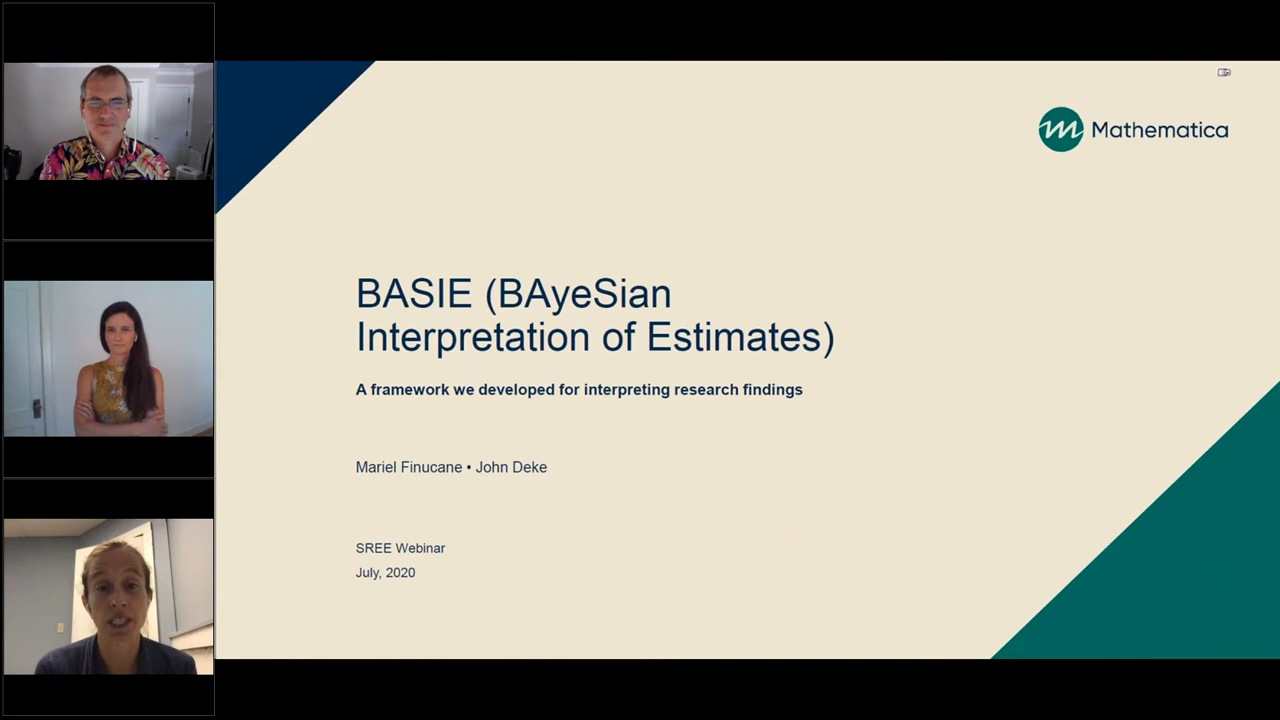 Mathematica
BASIE (BAyeSian
Interpretation of Estimates)
A framework we developed for interpreting research findings
Mariel Finucane • John Deke
SREE Webinar
July, 2020